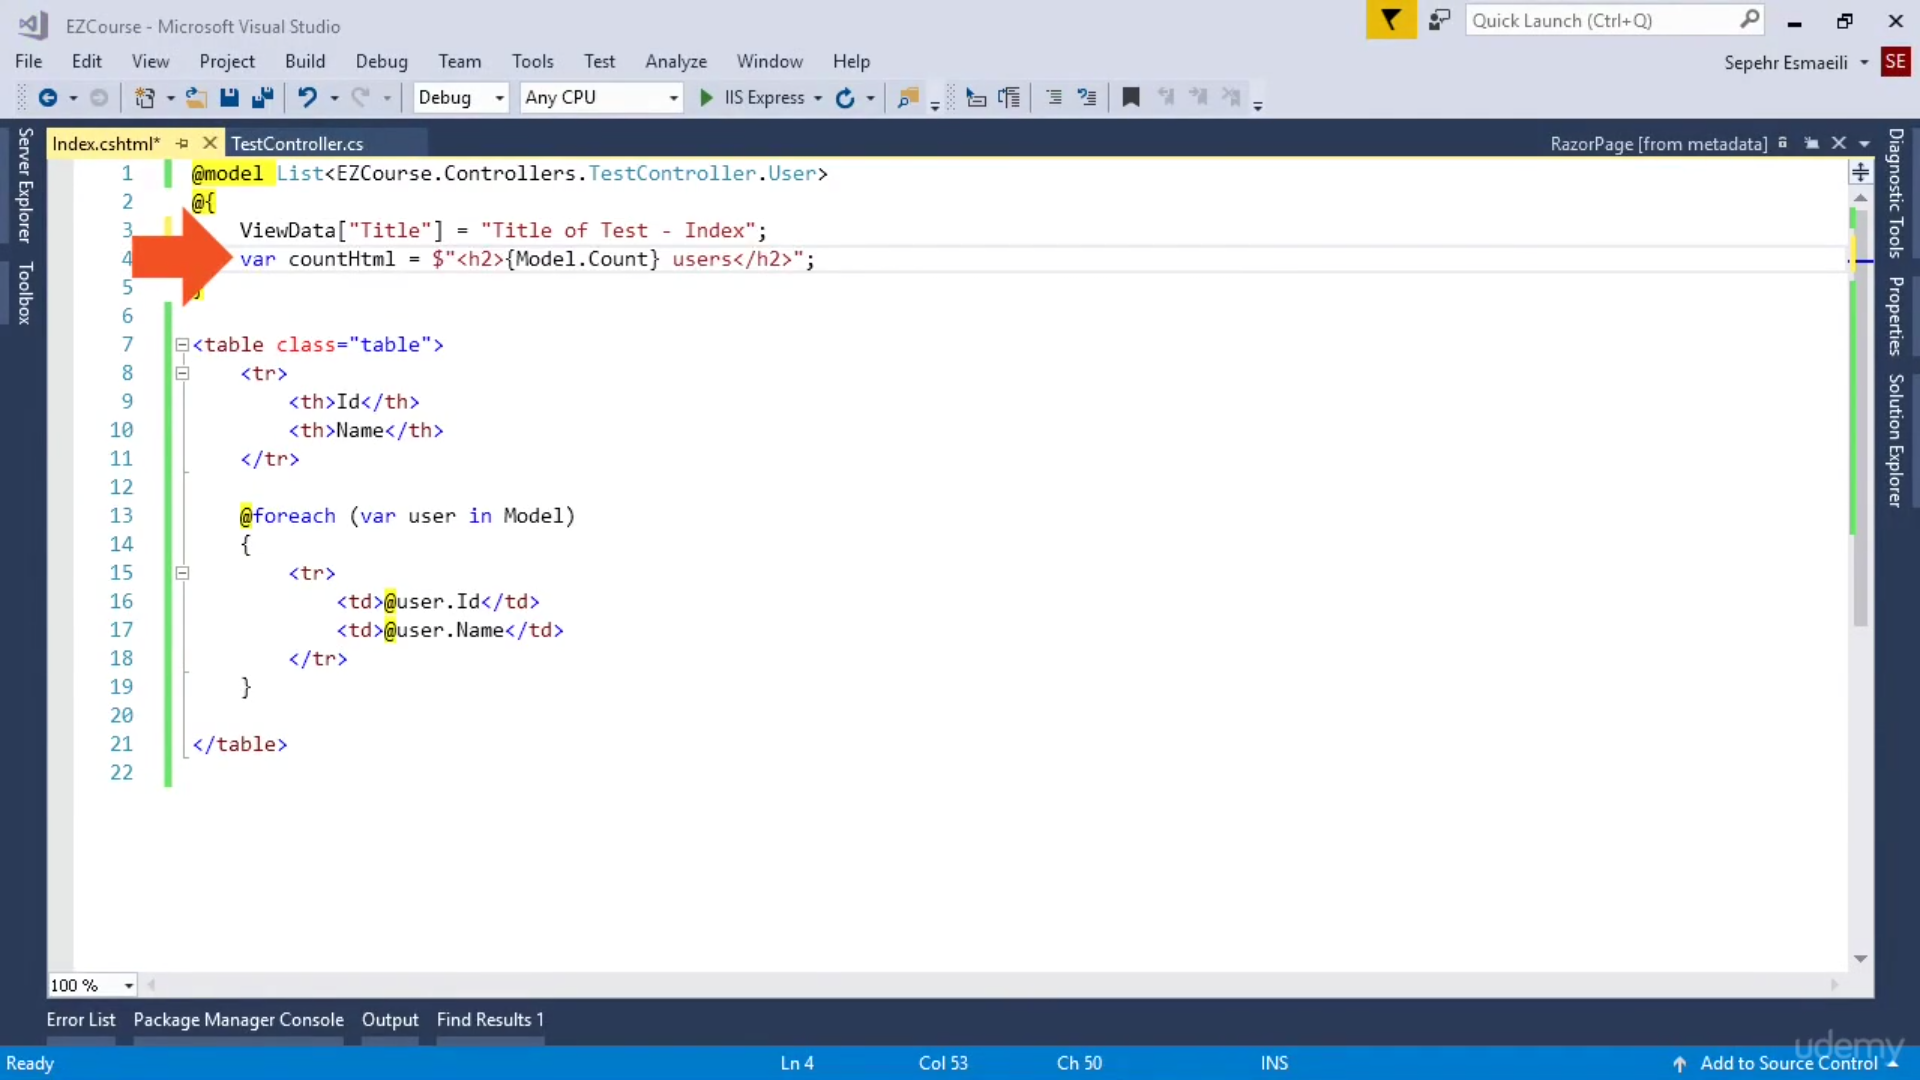 EZCourse - Microsoft Visual Studio
Quick Launch (Ctrl+Q)
File Edit View Project Build Debug Team Tools Test Analyze Window Help
Sepehr Esmaeili SE
Debug Any CPU IIS Express
Index.cshtml* TestController.cs RazorPage [from metadata]
Server Explorer
Toolbox
Diagnostic Tools
Properties
Solution Explorer
1 @model List<EZCourse.Controllers.TestController.User>
2 @{
3 ViewData["Title"] = "Title of Test - Index";
4 var countHtml = $"<h2>{Model.Count} users</h2>";
5 }
6
7 <table class="table">
8 <tr>
9 <th>Id</th>
10 <th>Name</th>
11 </tr>
12
13 @foreach (var user in Model)
14 {
15 <tr>
16 <td>@user.Id</td>
17 <td>@user.Name</td>
18 </tr>
19 }
20
21 </table>
22
100 %
Error List Package Manager Console Output Find Results 1
udemy
Ready Ln 4 Col 53 Ch 50 INS Add to Source Control